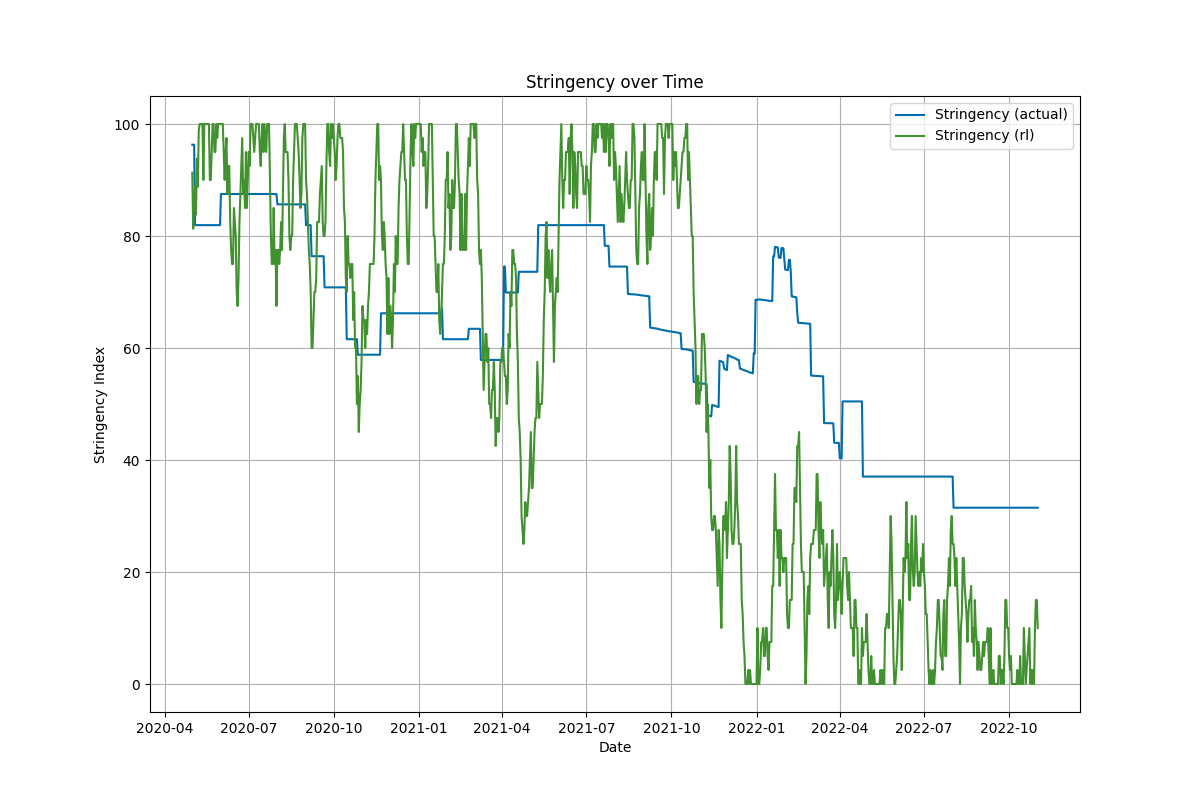 Stringency over Time
Stringency (actual)
Stringency (rl)
100
80
60
40
20
0
Stringency Index
2020-04 2020-07 2020-10 2021-01 2021-04 2021-07 2021-10 2022-01 2022-04 2022-07 2022-10
Date